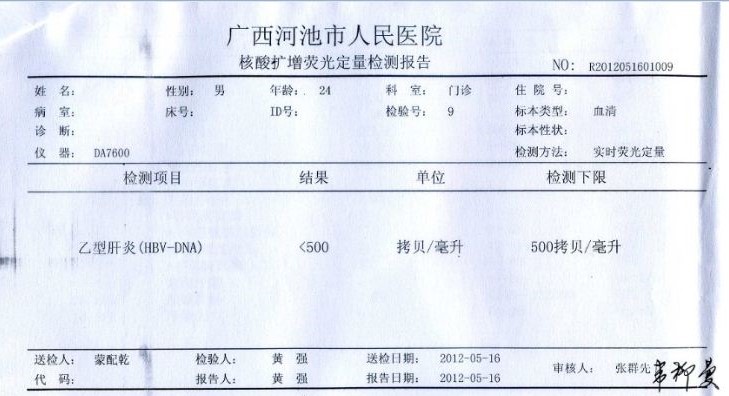 广西河池市人民医院
核酸扩增荧光定量检测报告
NO: R2012051601009
姓 名: 性别: 男 年龄: 24 科 室: 门诊 住 院 号:
病 室: 床号: ID号: 检验号: 9 标本类型: 血清
诊 断: 标本性状:
仪 器: DA7600 检测方法: 实时荧光定量
检测项目 结果 单位 检测下限
乙型肝炎(HBV-DNA) <500 拷贝/毫升 500拷贝/毫升
送检人: 蒙配乾 检验人: 黄 强 送检日期: 2012-05-16 审核人: 张群先
代 码: 报告人: 黄 强 报告日期: 2012-05-16